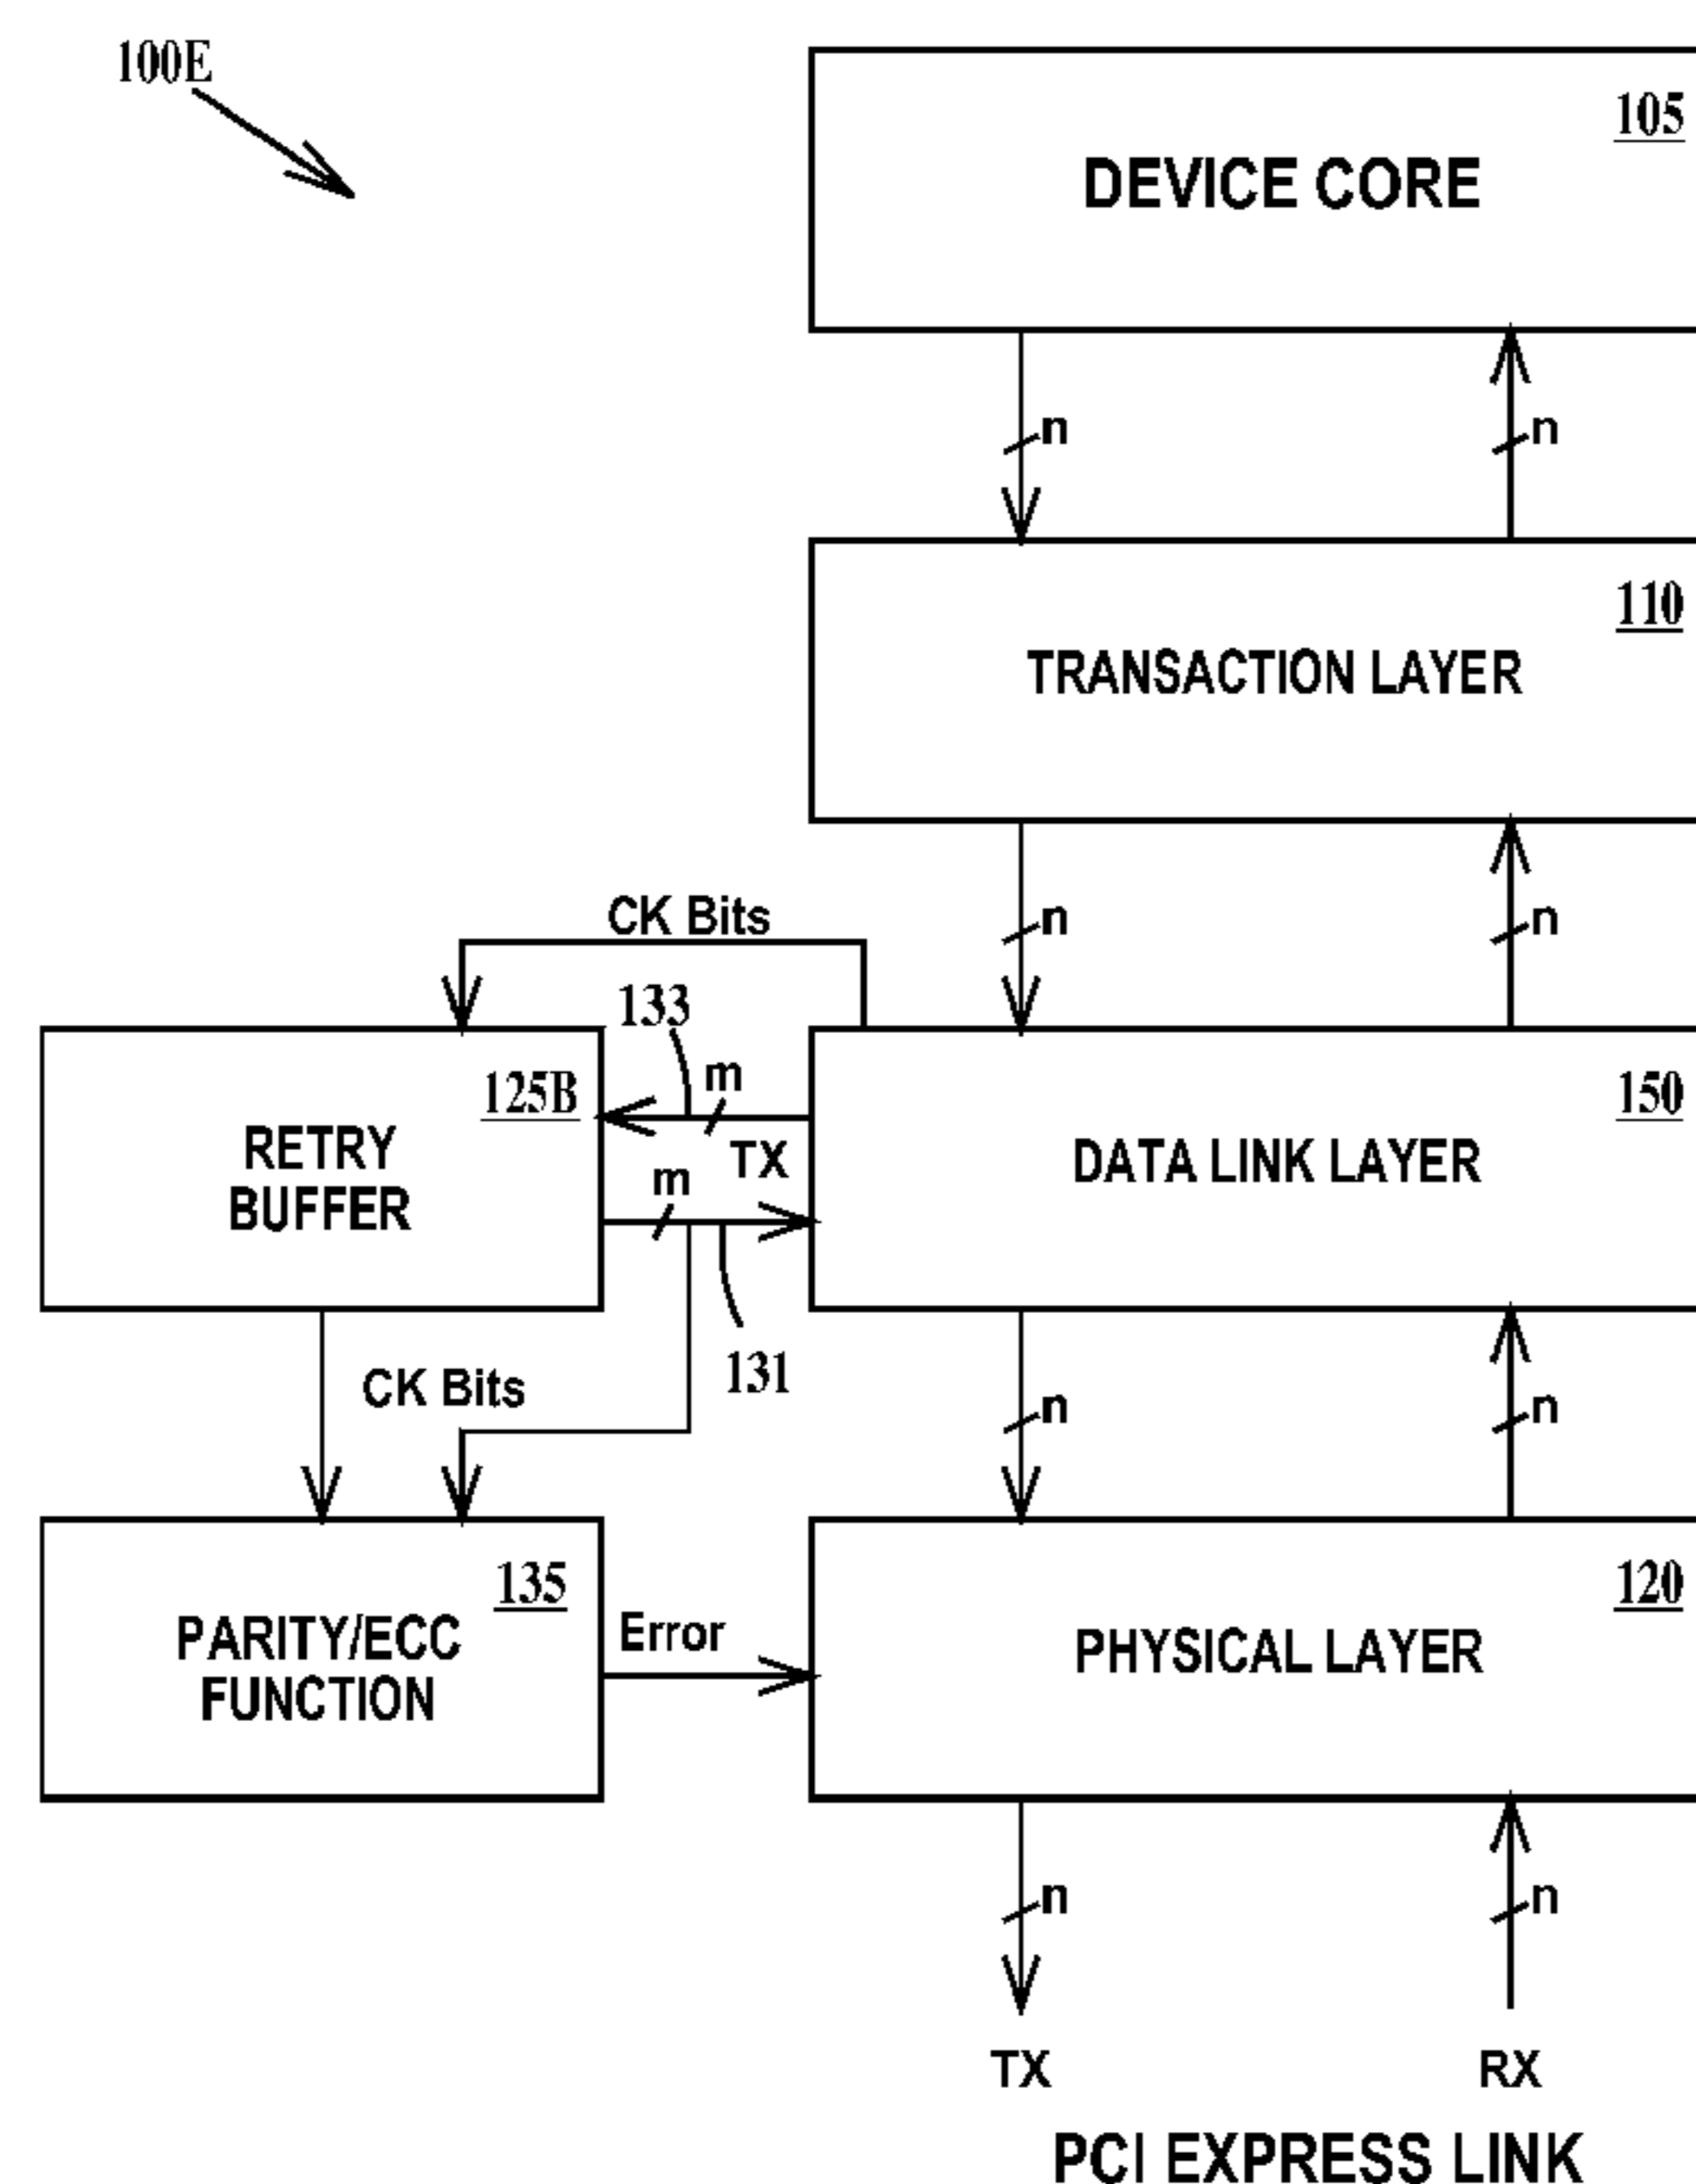 100E
105
DEVICE CORE
n
n
110
TRANSACTION LAYER
CK Bits
n
n
133
125B
m
150
RETRY
BUFFER
TX
m
DATA LINK LAYER
131
CK Bits
n
n
135
120
PARITY/ECC
FUNCTION
Error
PHYSICAL LAYER
n
n
TX
RX
PCI EXPRESS LINK